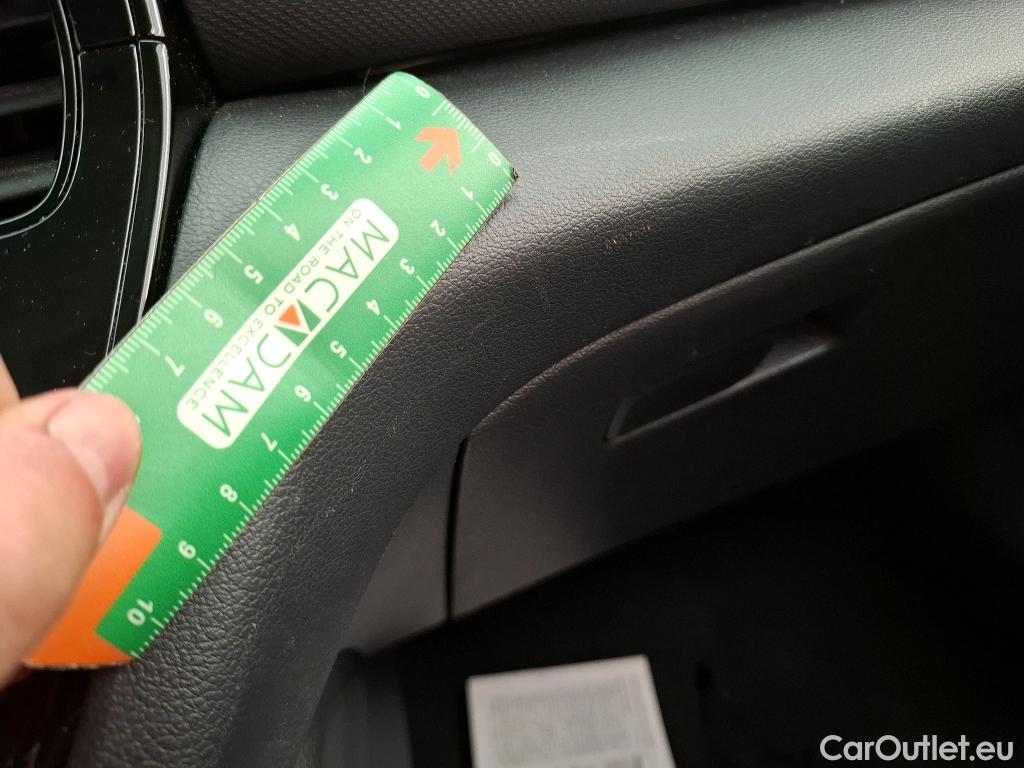 0 1 2 3 4 5 6 7
MACADAM
ON THE ROAD TO EXCELLENCE
0 1 2 3 4 5 6 7 8 9 10
CarOutlet.eu